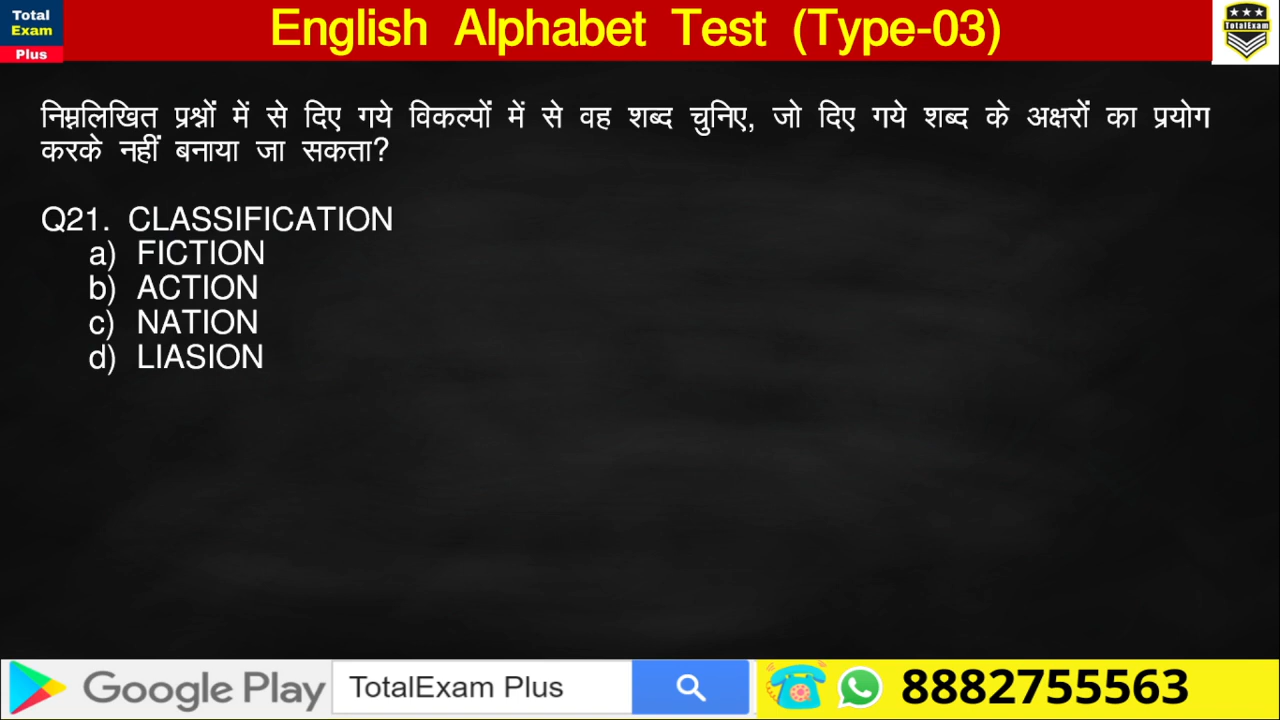 Total
Exam
Plus
English Alphabet Test (Type-03)
TotalExam
निम्नलिखित प्रश्नों में से दिए गये विकल्पों में से वह शब्द चुनिए, जो दिए गये शब्द के अक्षरों का प्रयोग
करके नहीं बनाया जा सकता?
Q21. CLASSIFICATION
a) FICTION
b) ACTION
c) NATION
d) LIASION
Google Play
TotalExam Plus
8882755563